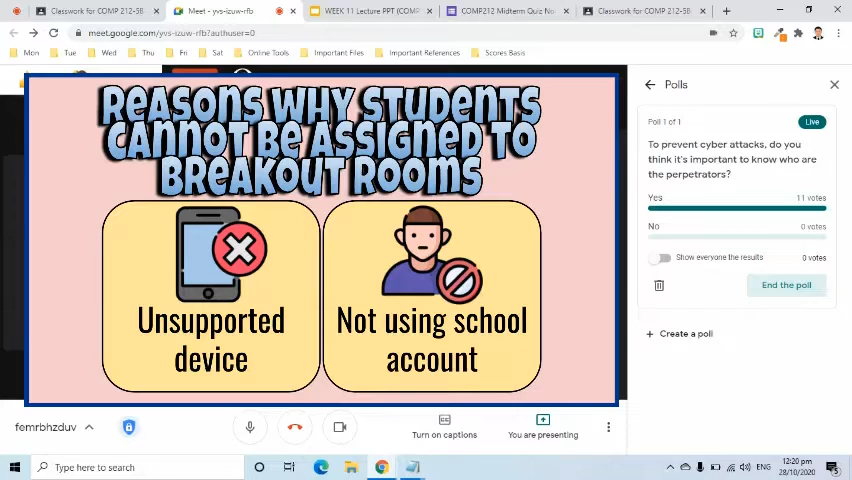 Classwork for COMP 212-5B
Meet - yvs-izuw-rfb
WEEK 11 Lecture PPT (COMP
COMP212 Midterm Quiz No
Classwork for COMP 212-5B
meet.google.com/yvs-izuw-rfb?authuser=0
Mon
Tue
Wed
Thu
Fri
Sat
Online Tools
Important Files
Important References
Scores Basis
Reasons why students
cannot be assigned to
breakout rooms
Unsupported
device
Not using school
account
Polls
Poll 1 of 1
Live
To prevent cyber attacks, do you
think it's important to know who are
the perpetrators?
Yes
11 votes
No
0 votes
Show everyone the results
0 votes
End the poll
Create a poll
femrbhzduv
Turn on captions
You are presenting
Type here to search
ENG
12:20 pm
28/10/2020
5